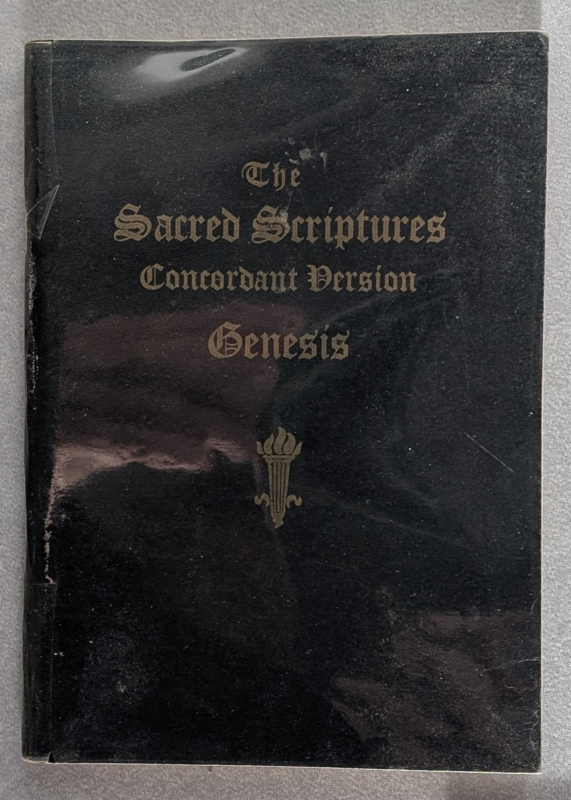 The
Sacred Scriptures
Concordant Version
Genesis